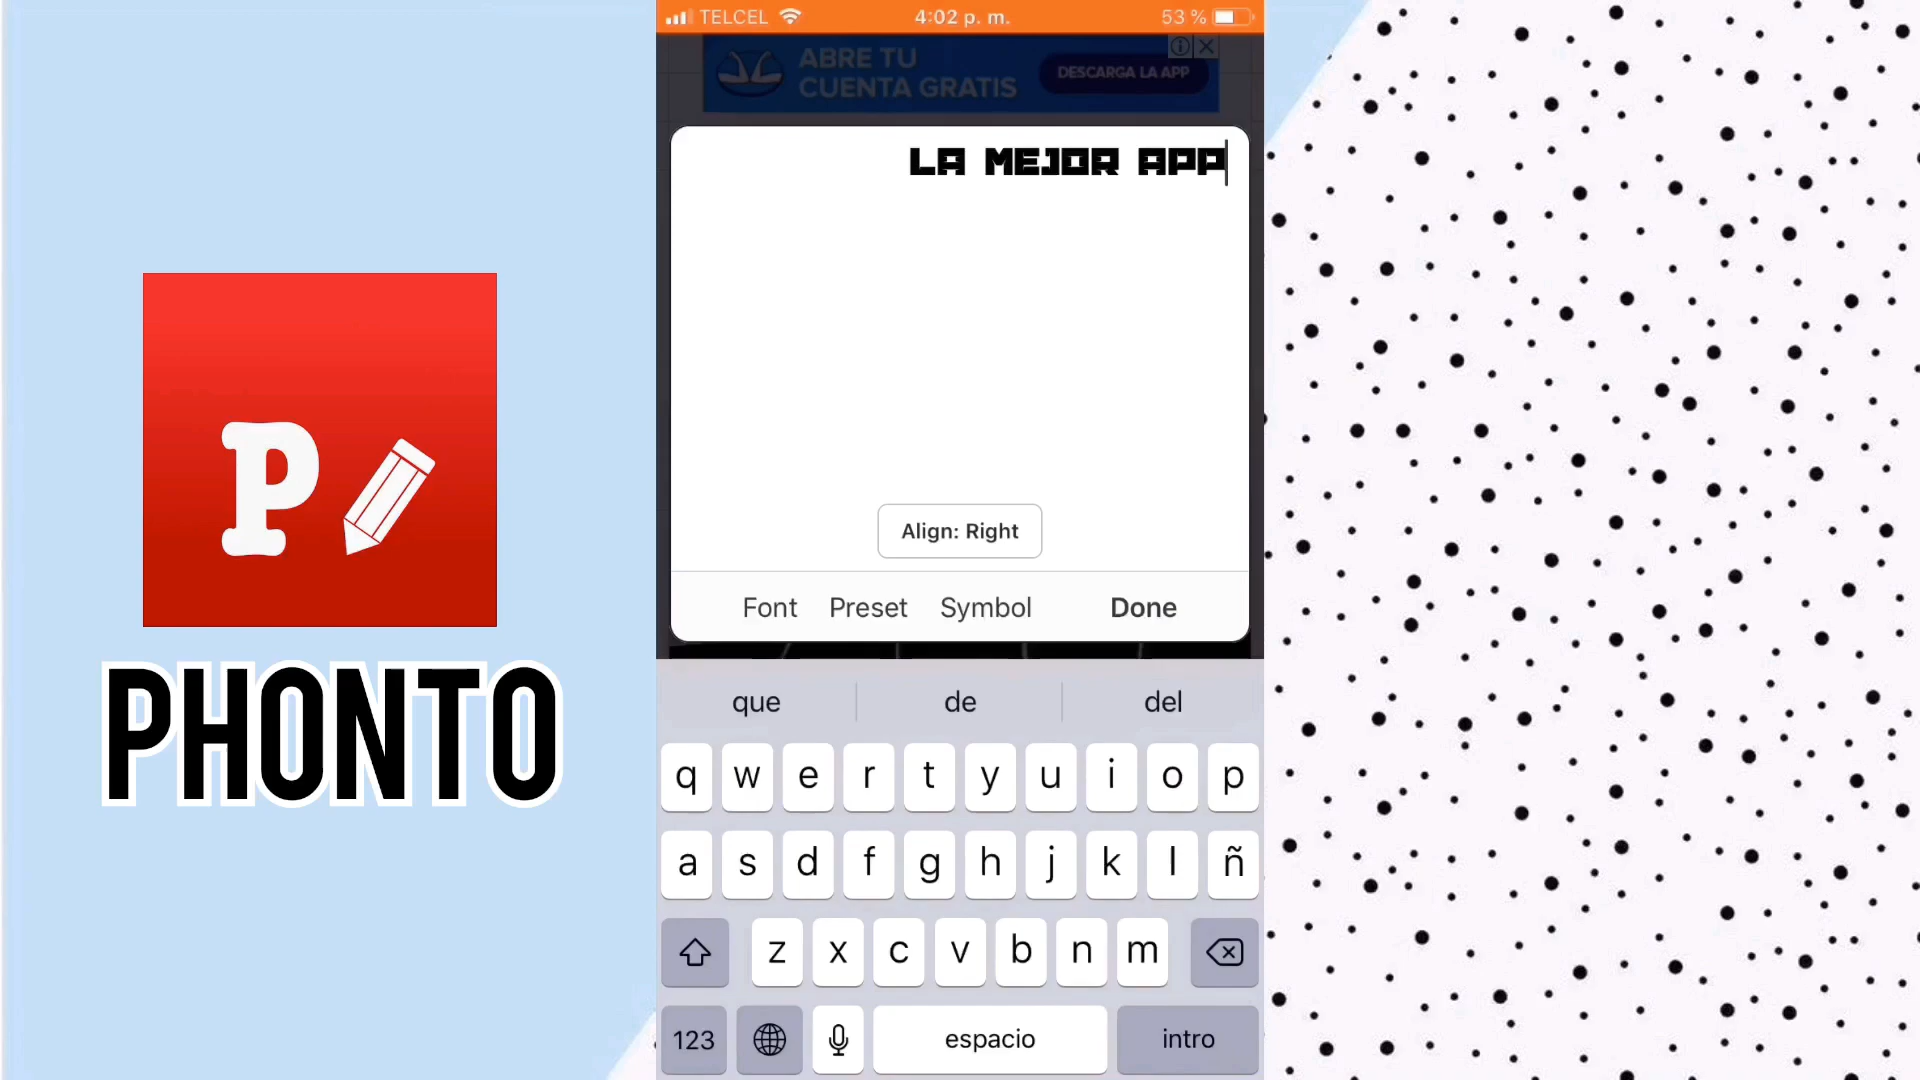 TELCEL 4:02 p. m. 53 %
ABRE TU
CUENTA GRATIS
DESCARGA LA APP
LA MEJOR APP
Align: Right
Font Preset Symbol Done
P
PHONTO
que de del
q w e r t y u i o p
a s d f g h j k l ñ
z x c v b n m
123 espacio intro